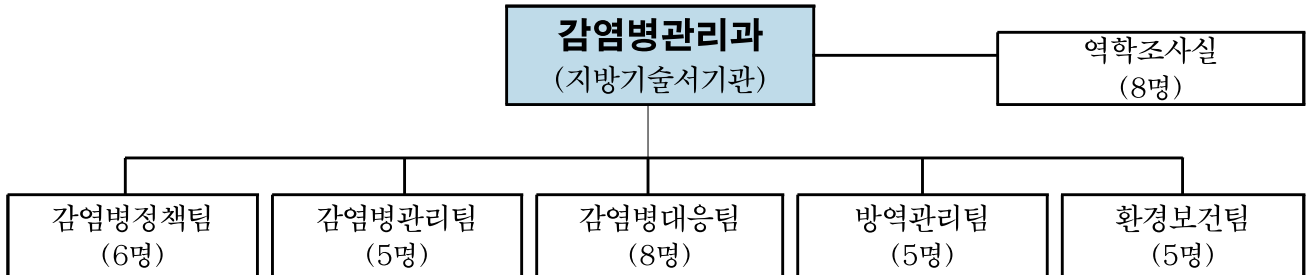 감염병관리과
(지방기술서기관)
역학조사실
(8명)
감염병정책팀
(6명)
감염병관리팀
(5명)
감염병대응팀
(8명)
방역관리팀
(5명)
환경보건팀
(5명)